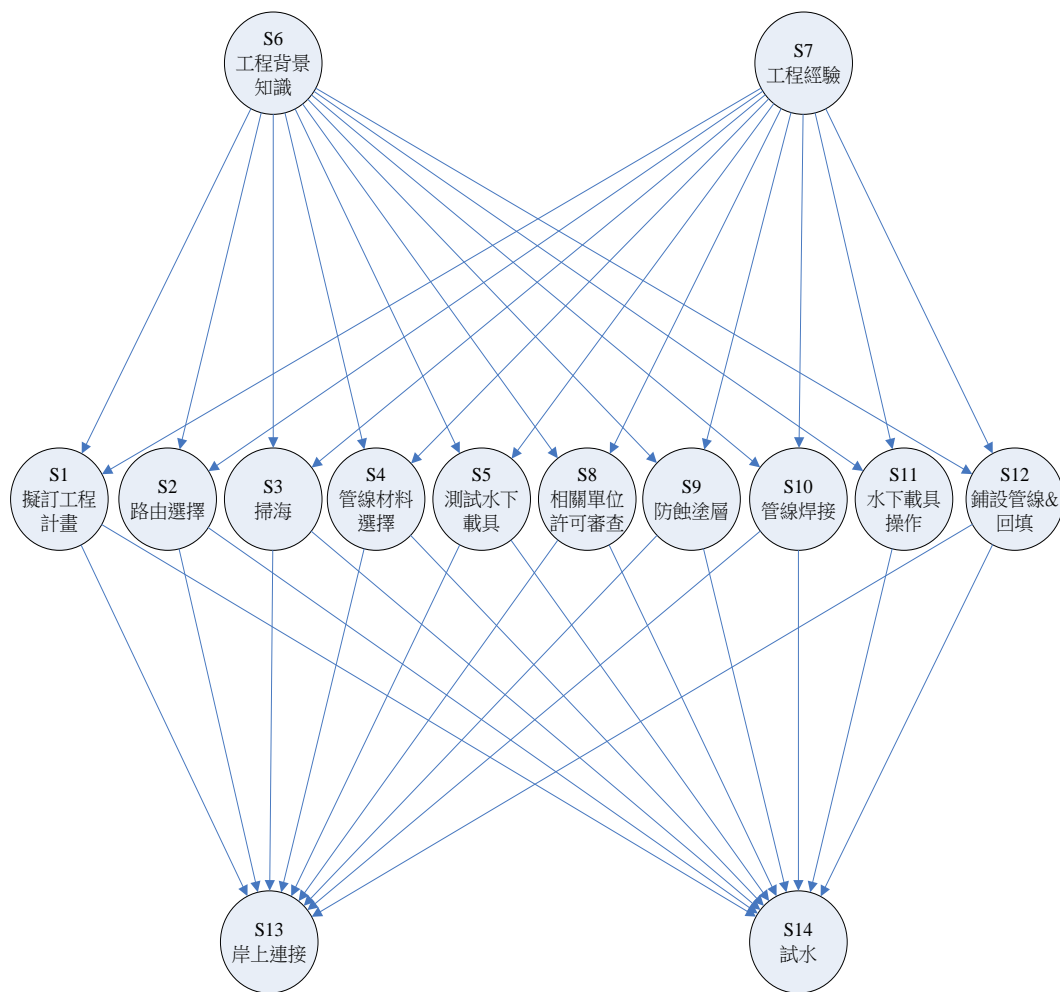 S6
工程背景
知識
S7
工程經驗
S1
擬訂工程
計畫
S2
路由選擇
S3
掃海
S4
管線材料
選擇
S5
測試水下
載具
S8
相關單位
許可審查
S9
防蝕塗層
S10
管線焊接
S11
水下載具
操作
S12
鋪設管線&
回填
S13
岸上連接
S14
試水